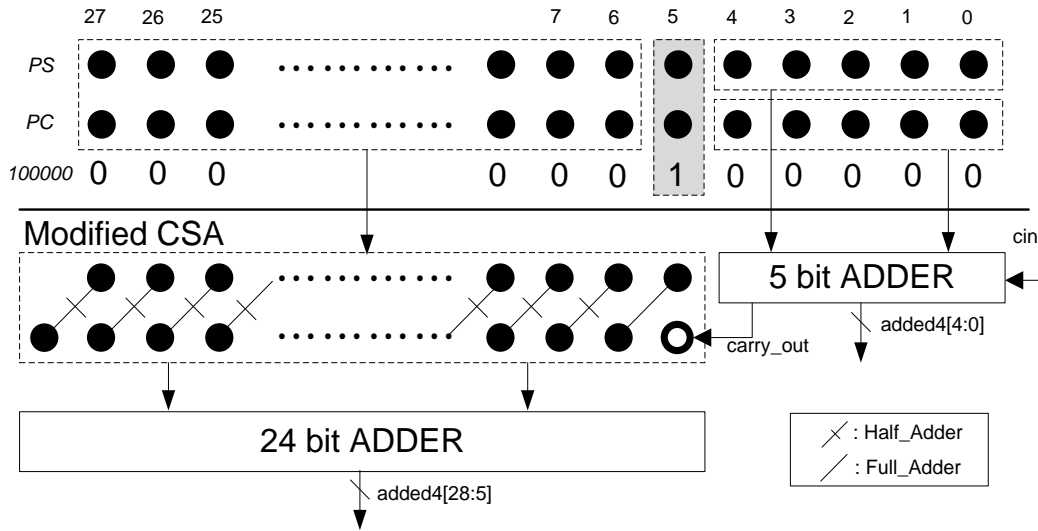 27 26 25 7 6 5 4 3 2 1 0
PS
PC
100000 0 0 0 0 0 0 1 0 0 0 0 0
Modified CSA
cin
5 bit ADDER
added4[4:0]
carry_out
24 bit ADDER
: Half_Adder
: Full_Adder
added4[28:5]